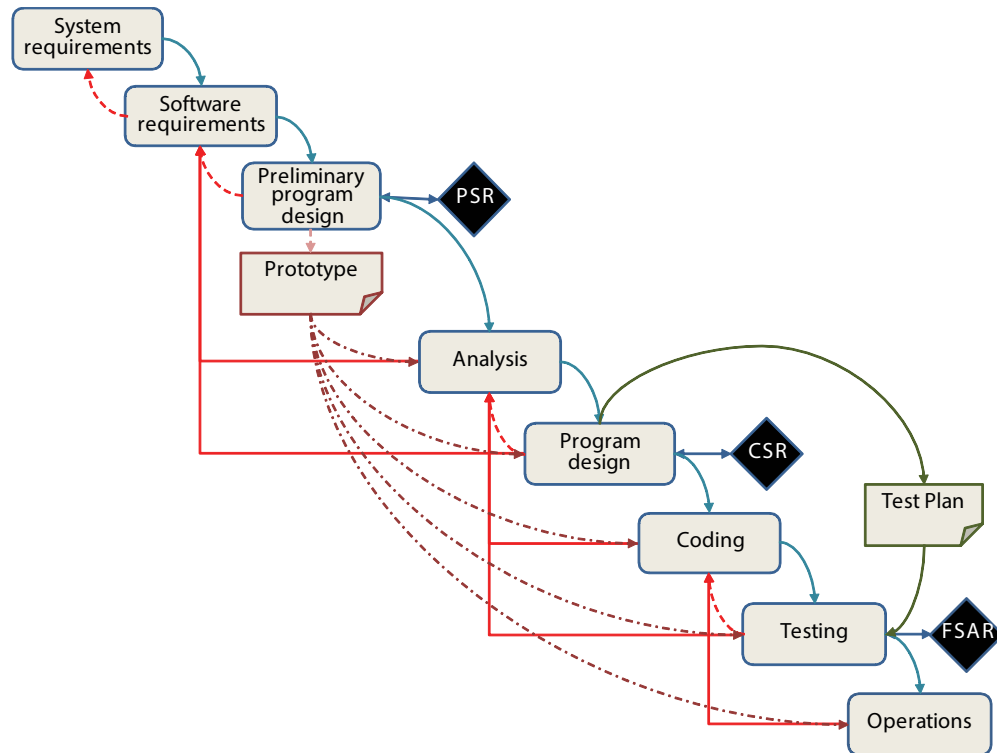 System
requirements
Software
requirements
Preliminary
program
design
PSR
Prototype
Analysis
Program
design
CSR
Test Plan
Coding
Testing
FSAR
Operations